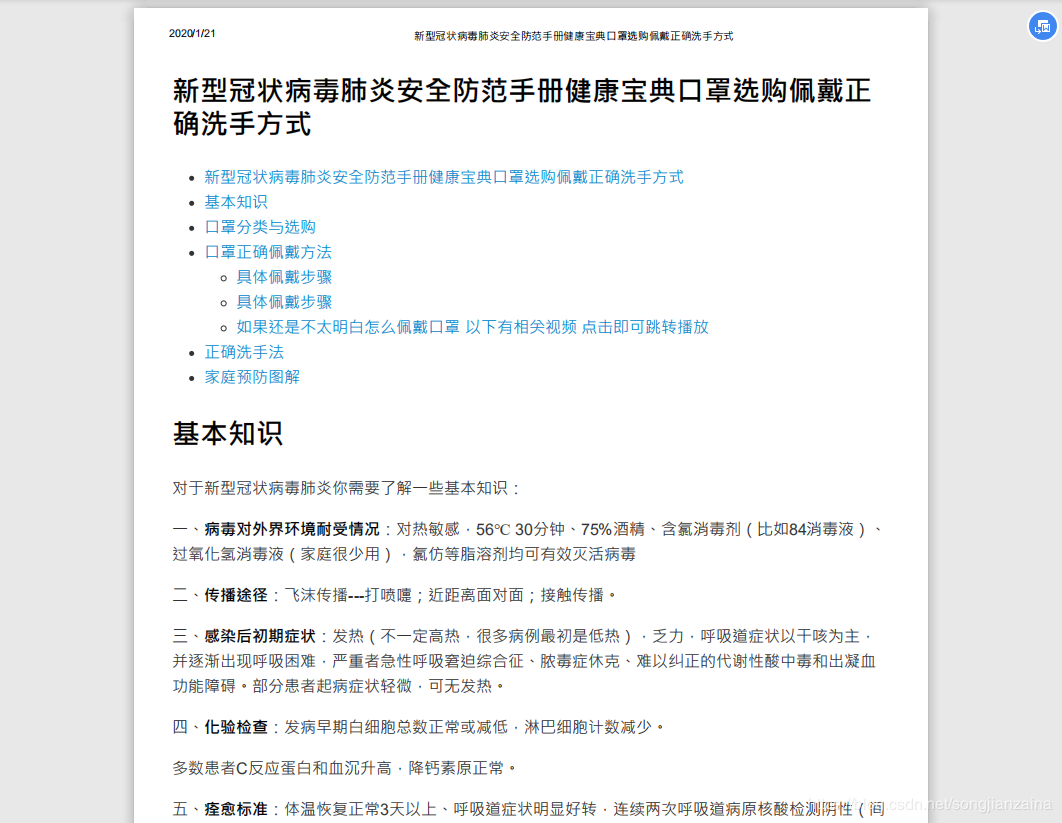 2020/1/21
新型冠状病毒肺炎安全防范手册健康宝典口罩选购佩戴正确洗手方式
新型冠状病毒肺炎安全防范手册健康宝典口罩选购佩戴正
确洗手方式
新型冠状病毒肺炎安全防范手册健康宝典口罩选购佩戴正确洗手方式
基本知识
口罩分类与选购
口罩正确佩戴方法
具体佩戴步骤
具体佩戴步骤
如果还是不太明白怎么佩戴口罩 以下有相关视频 点击即可跳转播放
正确洗手法
家庭预防图解
基本知识
对于新型冠状病毒肺炎你需要了解一些基本知识：
一、病毒对外界环境耐受情况：对热敏感，56℃ 30分钟、75%酒精、含氯消毒剂（比如84消毒液）、
过氧化氢消毒液（家庭很少用），氯仿等脂溶剂均可有效灭活病毒
二、传播途径：飞沫传播---打喷嚏；近距离面对面；接触传播。
三、感染后初期症状：发热（不一定高热，很多病例最初是低热），乏力，呼吸道症状以干咳为主，
并逐渐出现呼吸困难，严重者急性呼吸窘迫综合征、脓毒症休克、难以纠正的代谢性酸中毒和出凝血
功能障碍。部分患者起病症状轻微，可无发热。
四、化验检查：发病早期白细胞总数正常或减低，淋巴细胞计数减少。
多数患者C反应蛋白和血沉升高，降钙素原正常。
五、痊愈标准：体温恢复正常3天以上、呼吸道症状明显好转，连续两次呼吸道病原核酸检测阴性（间